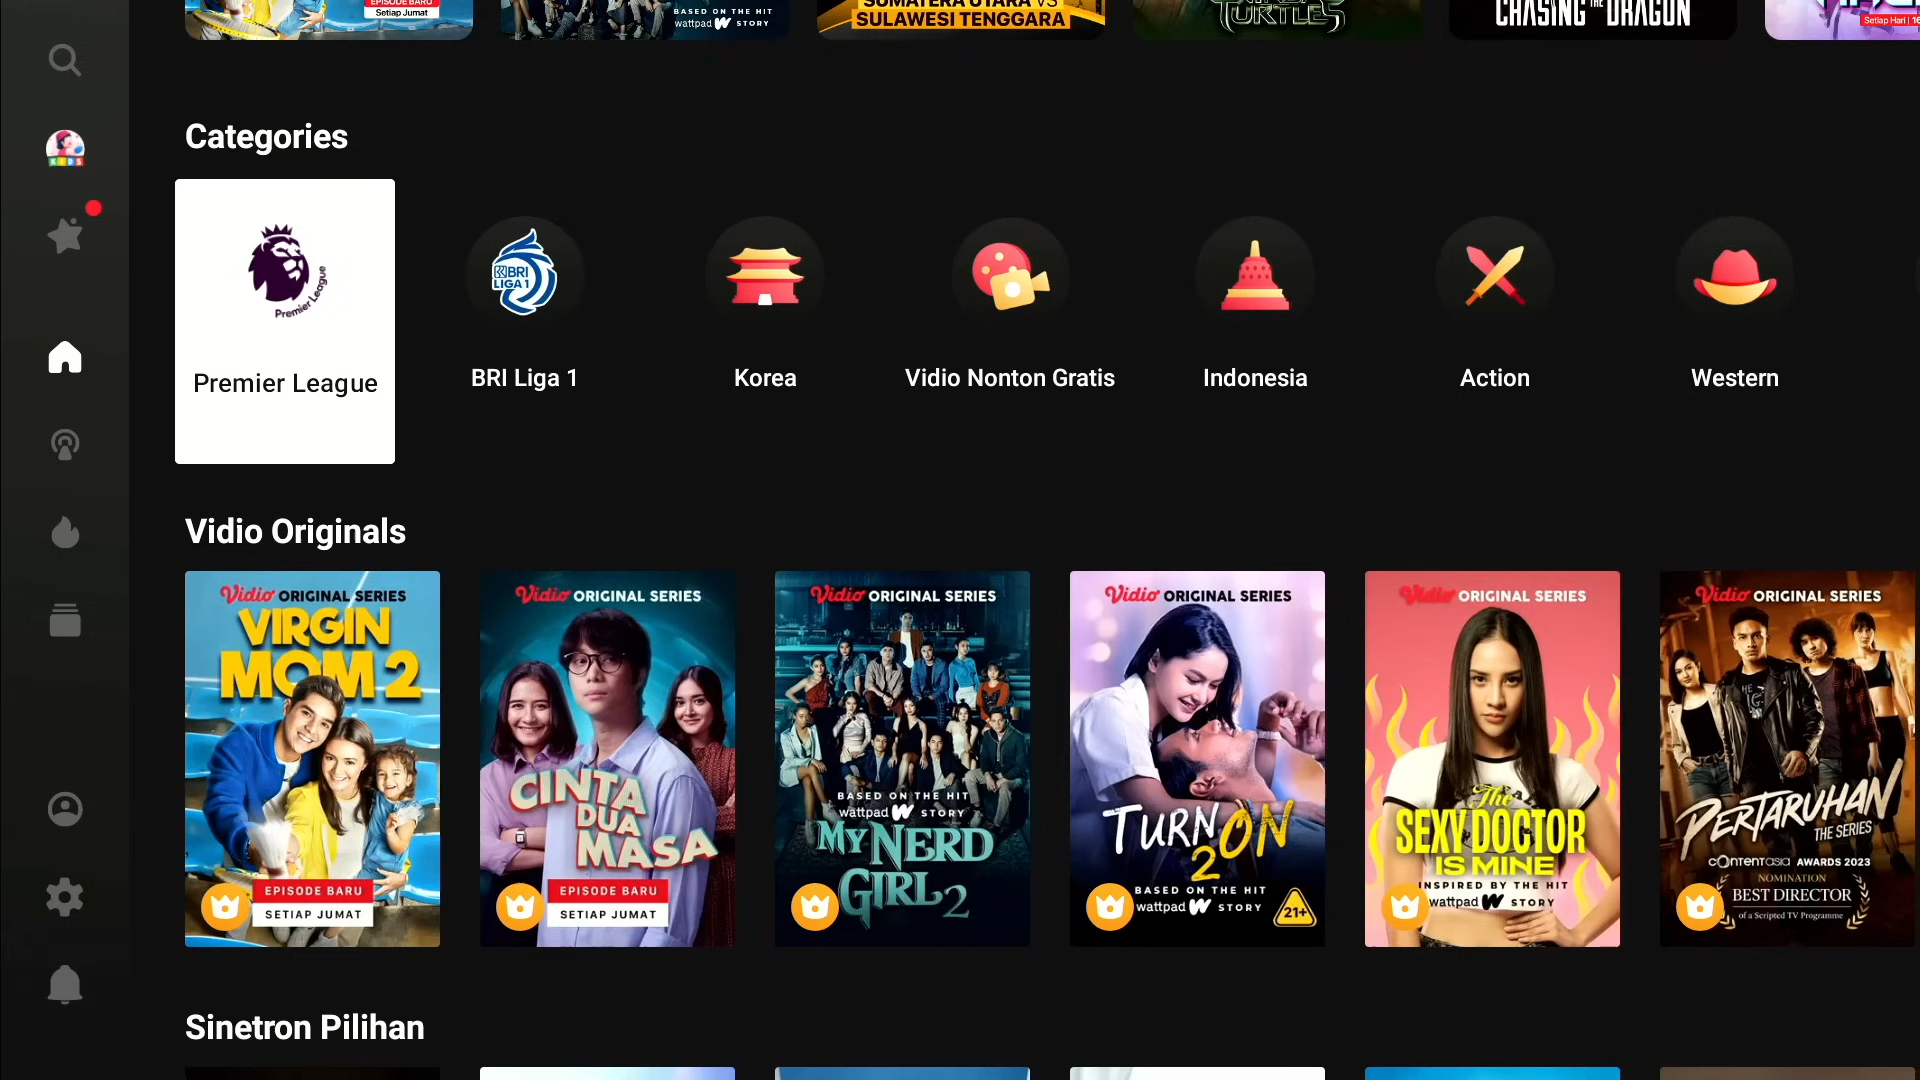 EPISODE BARU
Setiap Jumat
BASED ON THE HIT
wattpad W STORY
SUMATERA UTARA VS
SULAWESI TENGGARA
TURTLES
CHASING THE DRAGON
Setiap Hari | 16
KIDS
Categories
Premier League
BRI
LIGA 1
Premier League
BRI Liga 1
Korea
Vidio Nonton Gratis
Indonesia
Action
Western
Vidio Originals
Vidio ORIGINAL SERIES
VIRGIN
MOM 2
EPISODE BARU
SETIAP JUMAT
Vidio ORIGINAL SERIES
CINTA
DUA
MASA
EPISODE BARU
SETIAP JUMAT
Vidio ORIGINAL SERIES
BASED ON THE HIT
wattpad W STORY
MY NERD
GIRL 2
Vidio ORIGINAL SERIES
TURN ON
2
BASED ON THE HIT
wattpad W STORY
21+
Vidio ORIGINAL SERIES
The
SEXY DOCTOR
IS MINE
INSPIRED BY THE HIT
wattpad W STORY
Vidio ORIGINAL SERIES
PERTARUHAN
THE SERIES
CONTENTASIA AWARDS 2023
NOMINATION
BEST DIRECTOR
of a Scripted TV Programme
Sinetron Pilihan